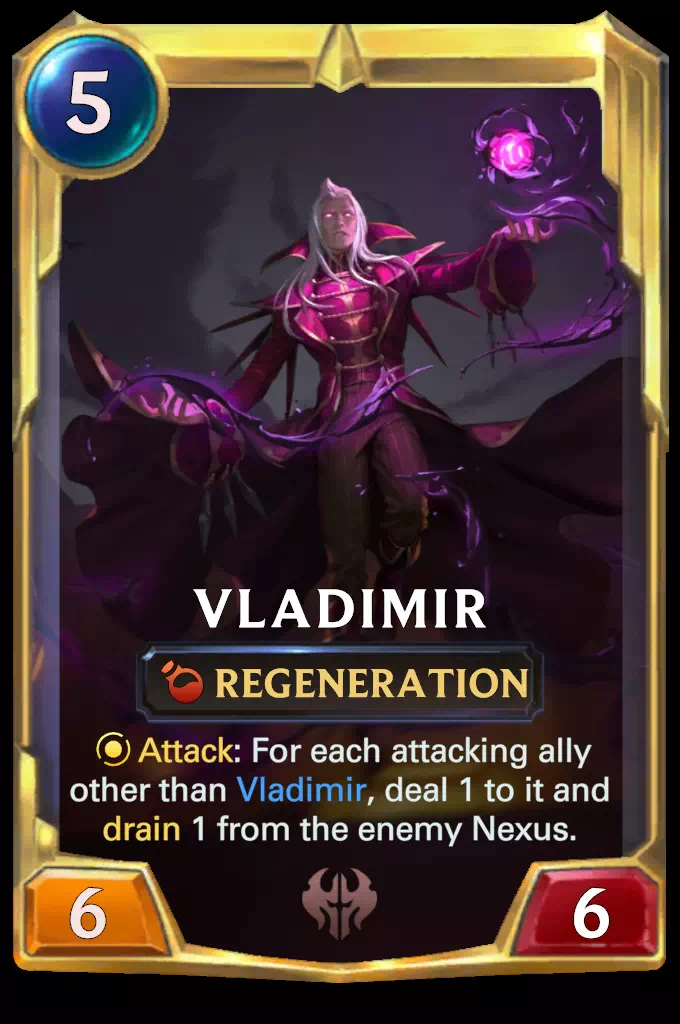 5
VLADIMIR
REGENERATION
Attack: For each attacking ally
other than Vladimir, deal 1 to it and
drain 1 from the enemy Nexus.
6
6